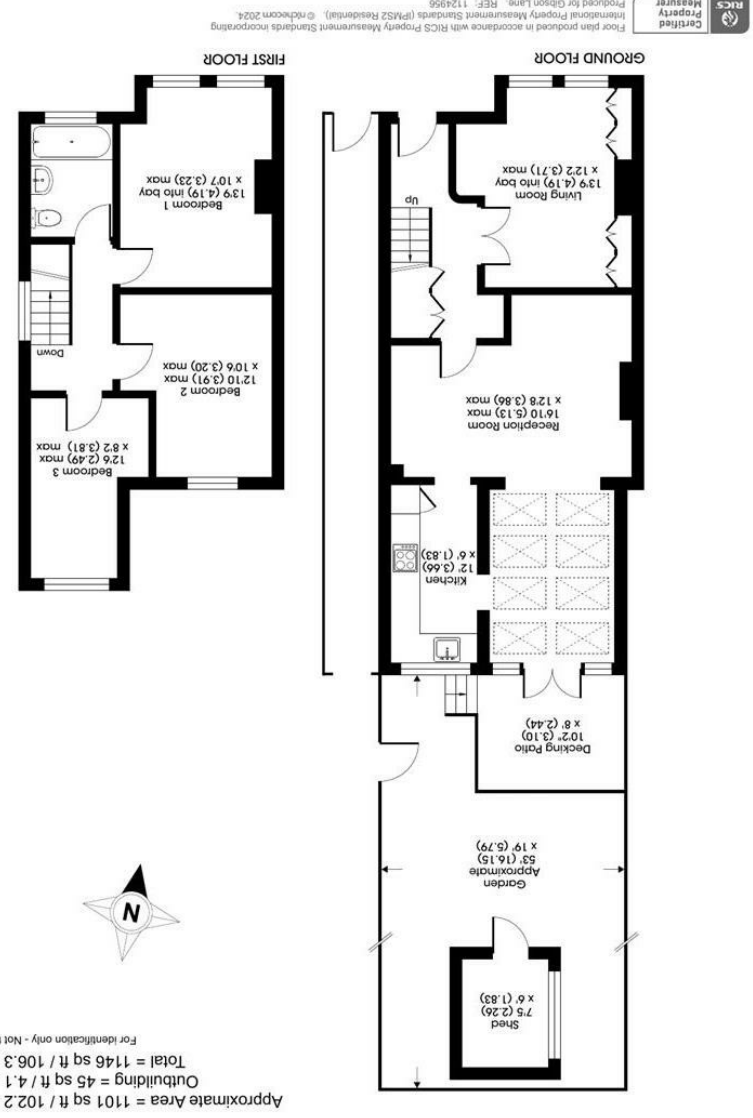 Approximate Area = 1101 sq ft / 102.2
Outbuilding = 45 sq ft / 4.1
Total = 1146 sq ft / 106.3
For identification only - Not
Shed
7'5 (2.26)
x 6' (1.83)
Garden
Approximate
53' (16.15)
x 19' (5.79)
N
Decking Patio
10'2" (3.10)
x 8' (2.44)
Kitchen
12' (3.66)
x 6' (1.83)
Reception Room
16'10 (5.13) max
x 12'8 (3.86) max
Up
Living Room
13'9 (4.19) into bay
x 12'2 (3.71) max
GROUND FLOOR
Bedroom 3
12'6 (2.49) max
x 8'2 (3.81) max
Bedroom 2
12'10 (3.91) max
x 10'6 (3.20) max
Down
Bedroom 1
13'9 (4.19) into bay
x 10'7 (3.23) max
FIRST FLOOR
RICS
Certified
Property
Measurer
Floor plan produced in accordance with RICS Property Measurement Standards incorporating
International Property Measurement Standards (IPMS2 Residential). © nichecom 2024.
Produced for Gibson Lane. REF: 1124956